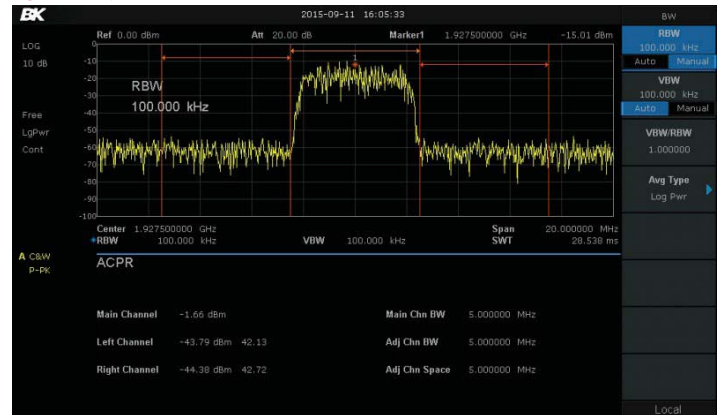 BK 2015-09-11 16:05:33 BW
Ref 0.00 dBm Att 20.00 dB Marker1 1.927500000 GHz -15.01 dBm
LOG
10 dB
Free
LgPwr
Cont
A C&W
P-PK
0
-10
-20
-30
-40
-50
-60
-70
-80
-90
-100
1
RBW
100.000 kHz
Center 1.927500000 GHz Span 20.000000 MHz
RBW 100.000 kHz VBW 100.000 kHz SWT 28.538 ms
ACPR
Main Channel -1.66 dBm Main Chn BW 5.000000 MHz
Left Channel -43.79 dBm 42.13 Adj Chn BW 5.000000 MHz
Right Channel -44.38 dBm 42.72 Adj Chn Space 5.000000 MHz
RBW
100.000 kHz
Auto Manual
VBW
100.000 kHz
Auto Manual
VBW/RBW
1.000000
Avg Type
Log Pwr
Local